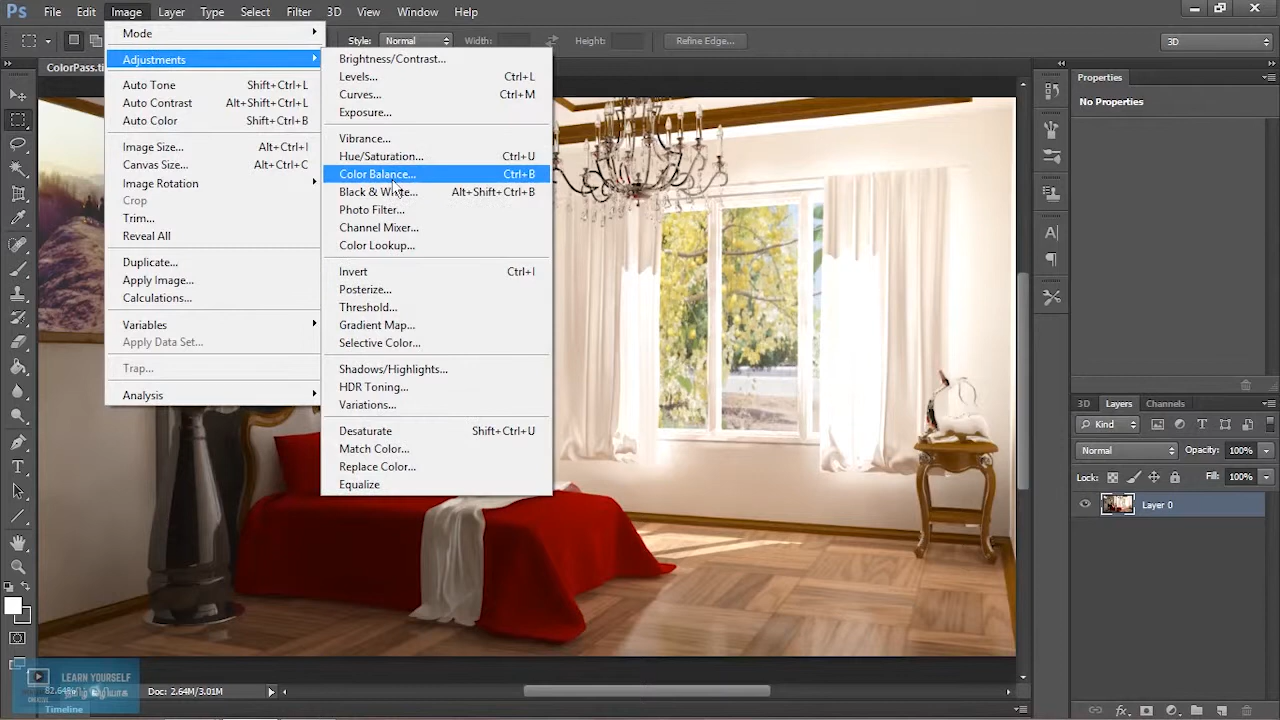 Ps File Edit Image Layer Type Select Filter 3D View Window Help
Style: Normal Width: Height: Refine Edge... 3D
Mode
Adjustments
Auto Tone Shift+Ctrl+L
Auto Contrast Alt+Shift+Ctrl+L
Auto Color Shift+Ctrl+B
Image Size... Alt+Ctrl+I
Canvas Size... Alt+Ctrl+C
Image Rotation
Crop
Trim...
Reveal All
Duplicate...
Apply Image...
Calculations...
Variables
Apply Data Set...
Trap...
Analysis
Brightness/Contrast...
Levels... Ctrl+L
Curves... Ctrl+M
Exposure...
Vibrance...
Hue/Saturation... Ctrl+U
Color Balance... Ctrl+B
Black & White... Alt+Shift+Ctrl+B
Photo Filter...
Channel Mixer...
Color Lookup...
Invert Ctrl+I
Posterize...
Threshold...
Gradient Map...
Selective Color...
Shadows/Highlights...
HDR Toning...
Variations...
Desaturate Shift+Ctrl+U
Match Color...
Replace Color...
Equalize
ColorPass.ti
Properties
No Properties
3D Layers Channels
Kind
Normal Opacity: 100%
Lock: Fill: 100%
Layer 0
LEARN YOURSELF
CREATIVE
82.64% Doc: 2.64M/3.01M
Timeline